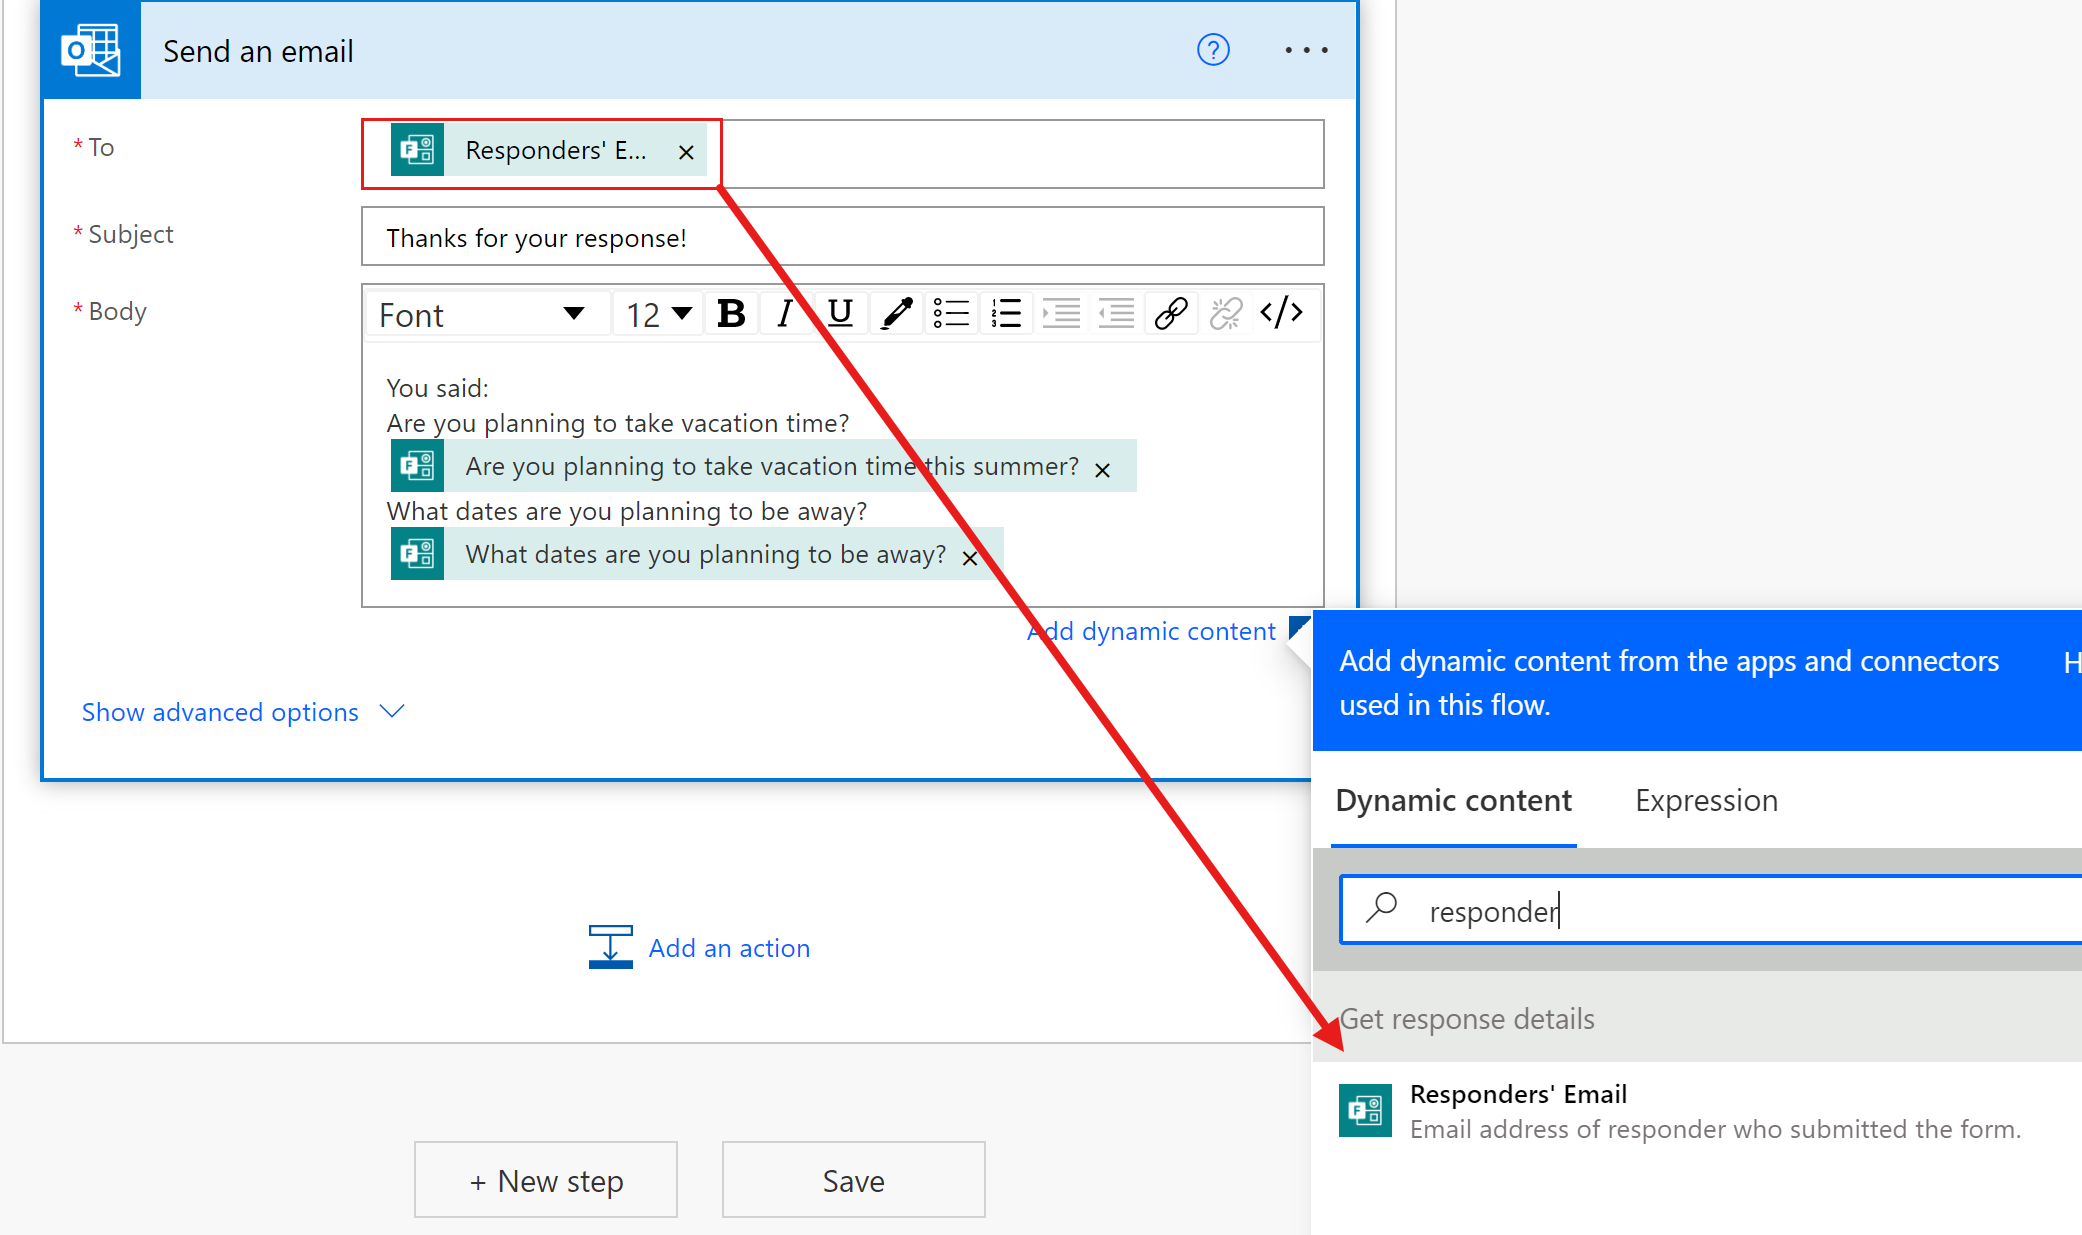 Send an email
* To
Responders' E...
* Subject
Thanks for your response!
* Body
Font 12 B I U </>
You said:
Are you planning to take vacation time?
Are you planning to take vacation time this summer?
What dates are you planning to be away?
What dates are you planning to be away?
Add dynamic content
Show advanced options
Add dynamic content from the apps and connectors
used in this flow.
H
Dynamic content Expression
responder
Get response details
Responders' Email
Email address of responder who submitted the form.
Add an action
+ New step
Save